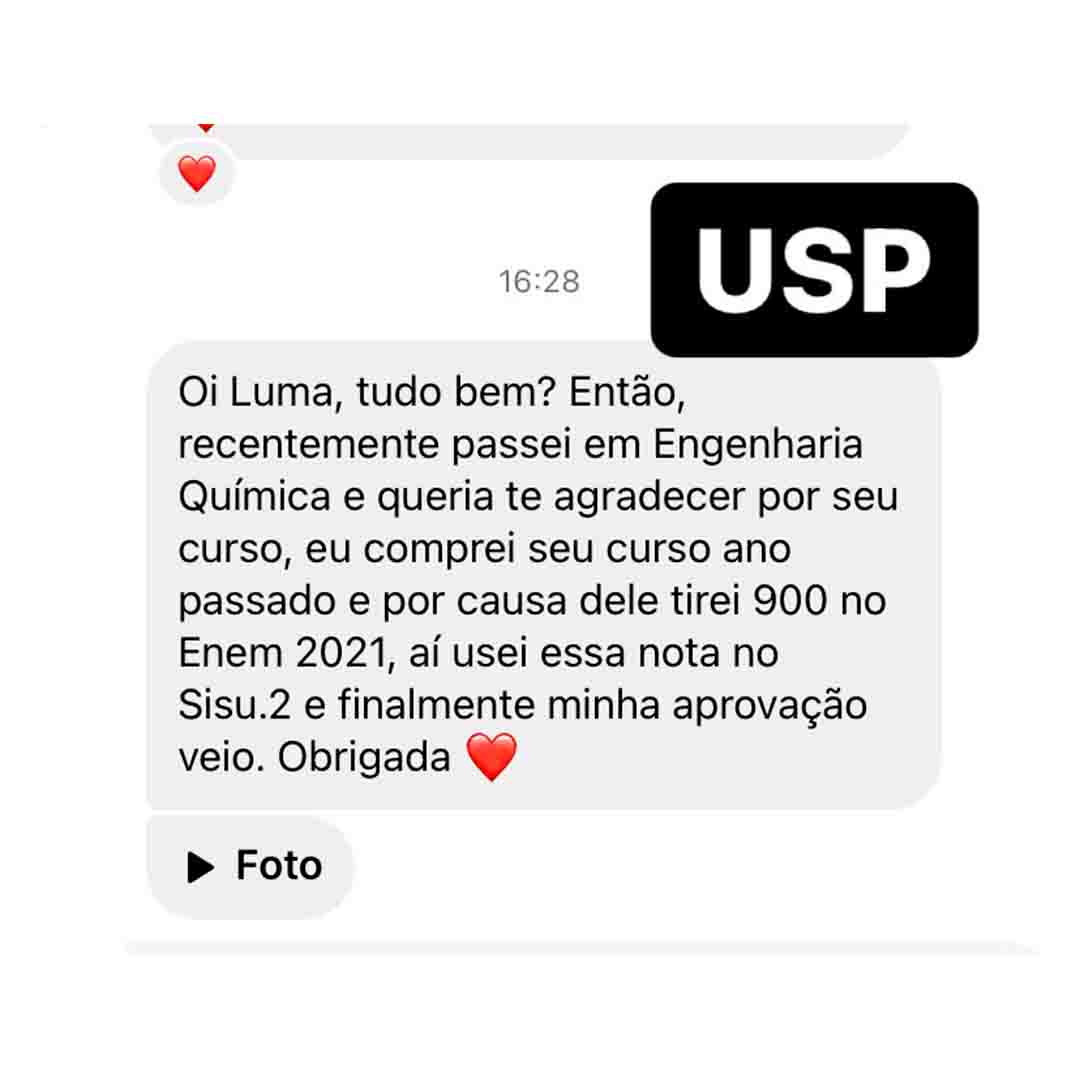 USP
16:28
Oi Luma, tudo bem? Então,
recentemente passei em Engenharia
Química e queria te agradecer por seu
curso, eu comprei seu curso ano
passado e por causa dele tirei 900 no
Enem 2021, aí usei essa nota no
Sisu.2 e finalmente minha aprovação
veio. Obrigada ❤️
Foto